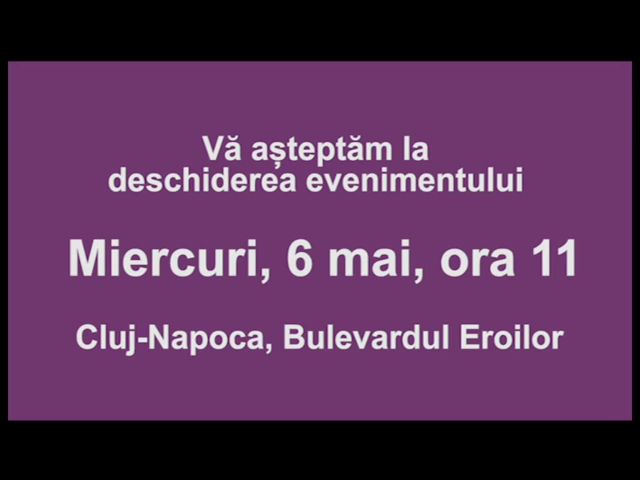 Vă așteptăm la
deschiderea evenimentului
Miercuri, 6 mai, ora 11
Cluj-Napoca, Bulevardul Eroilor